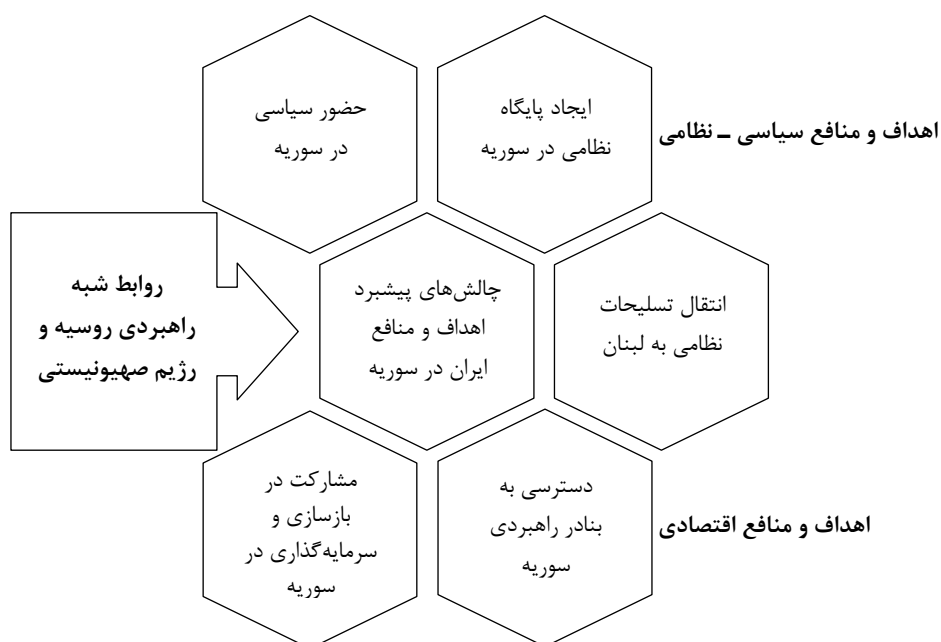 ایجاد پایگاه
نظامی در سوریه
حضور سیاسی
در سوریه
اهداف و منافع سیاسی ـ نظامی
انتقال تسلیحات
نظامی به لبنان
چالش‌های پیشبرد
اهداف و منافع
ایران در سوریه
روابط شبه
راهبردی روسیه و
رژیم صهیونیستی
دسترسی به
بنادر راهبردی
سوریه
مشارکت در
بازسازی و
سرمایه‌گذاری در
سوریه
اهداف و منافع اقتصادی